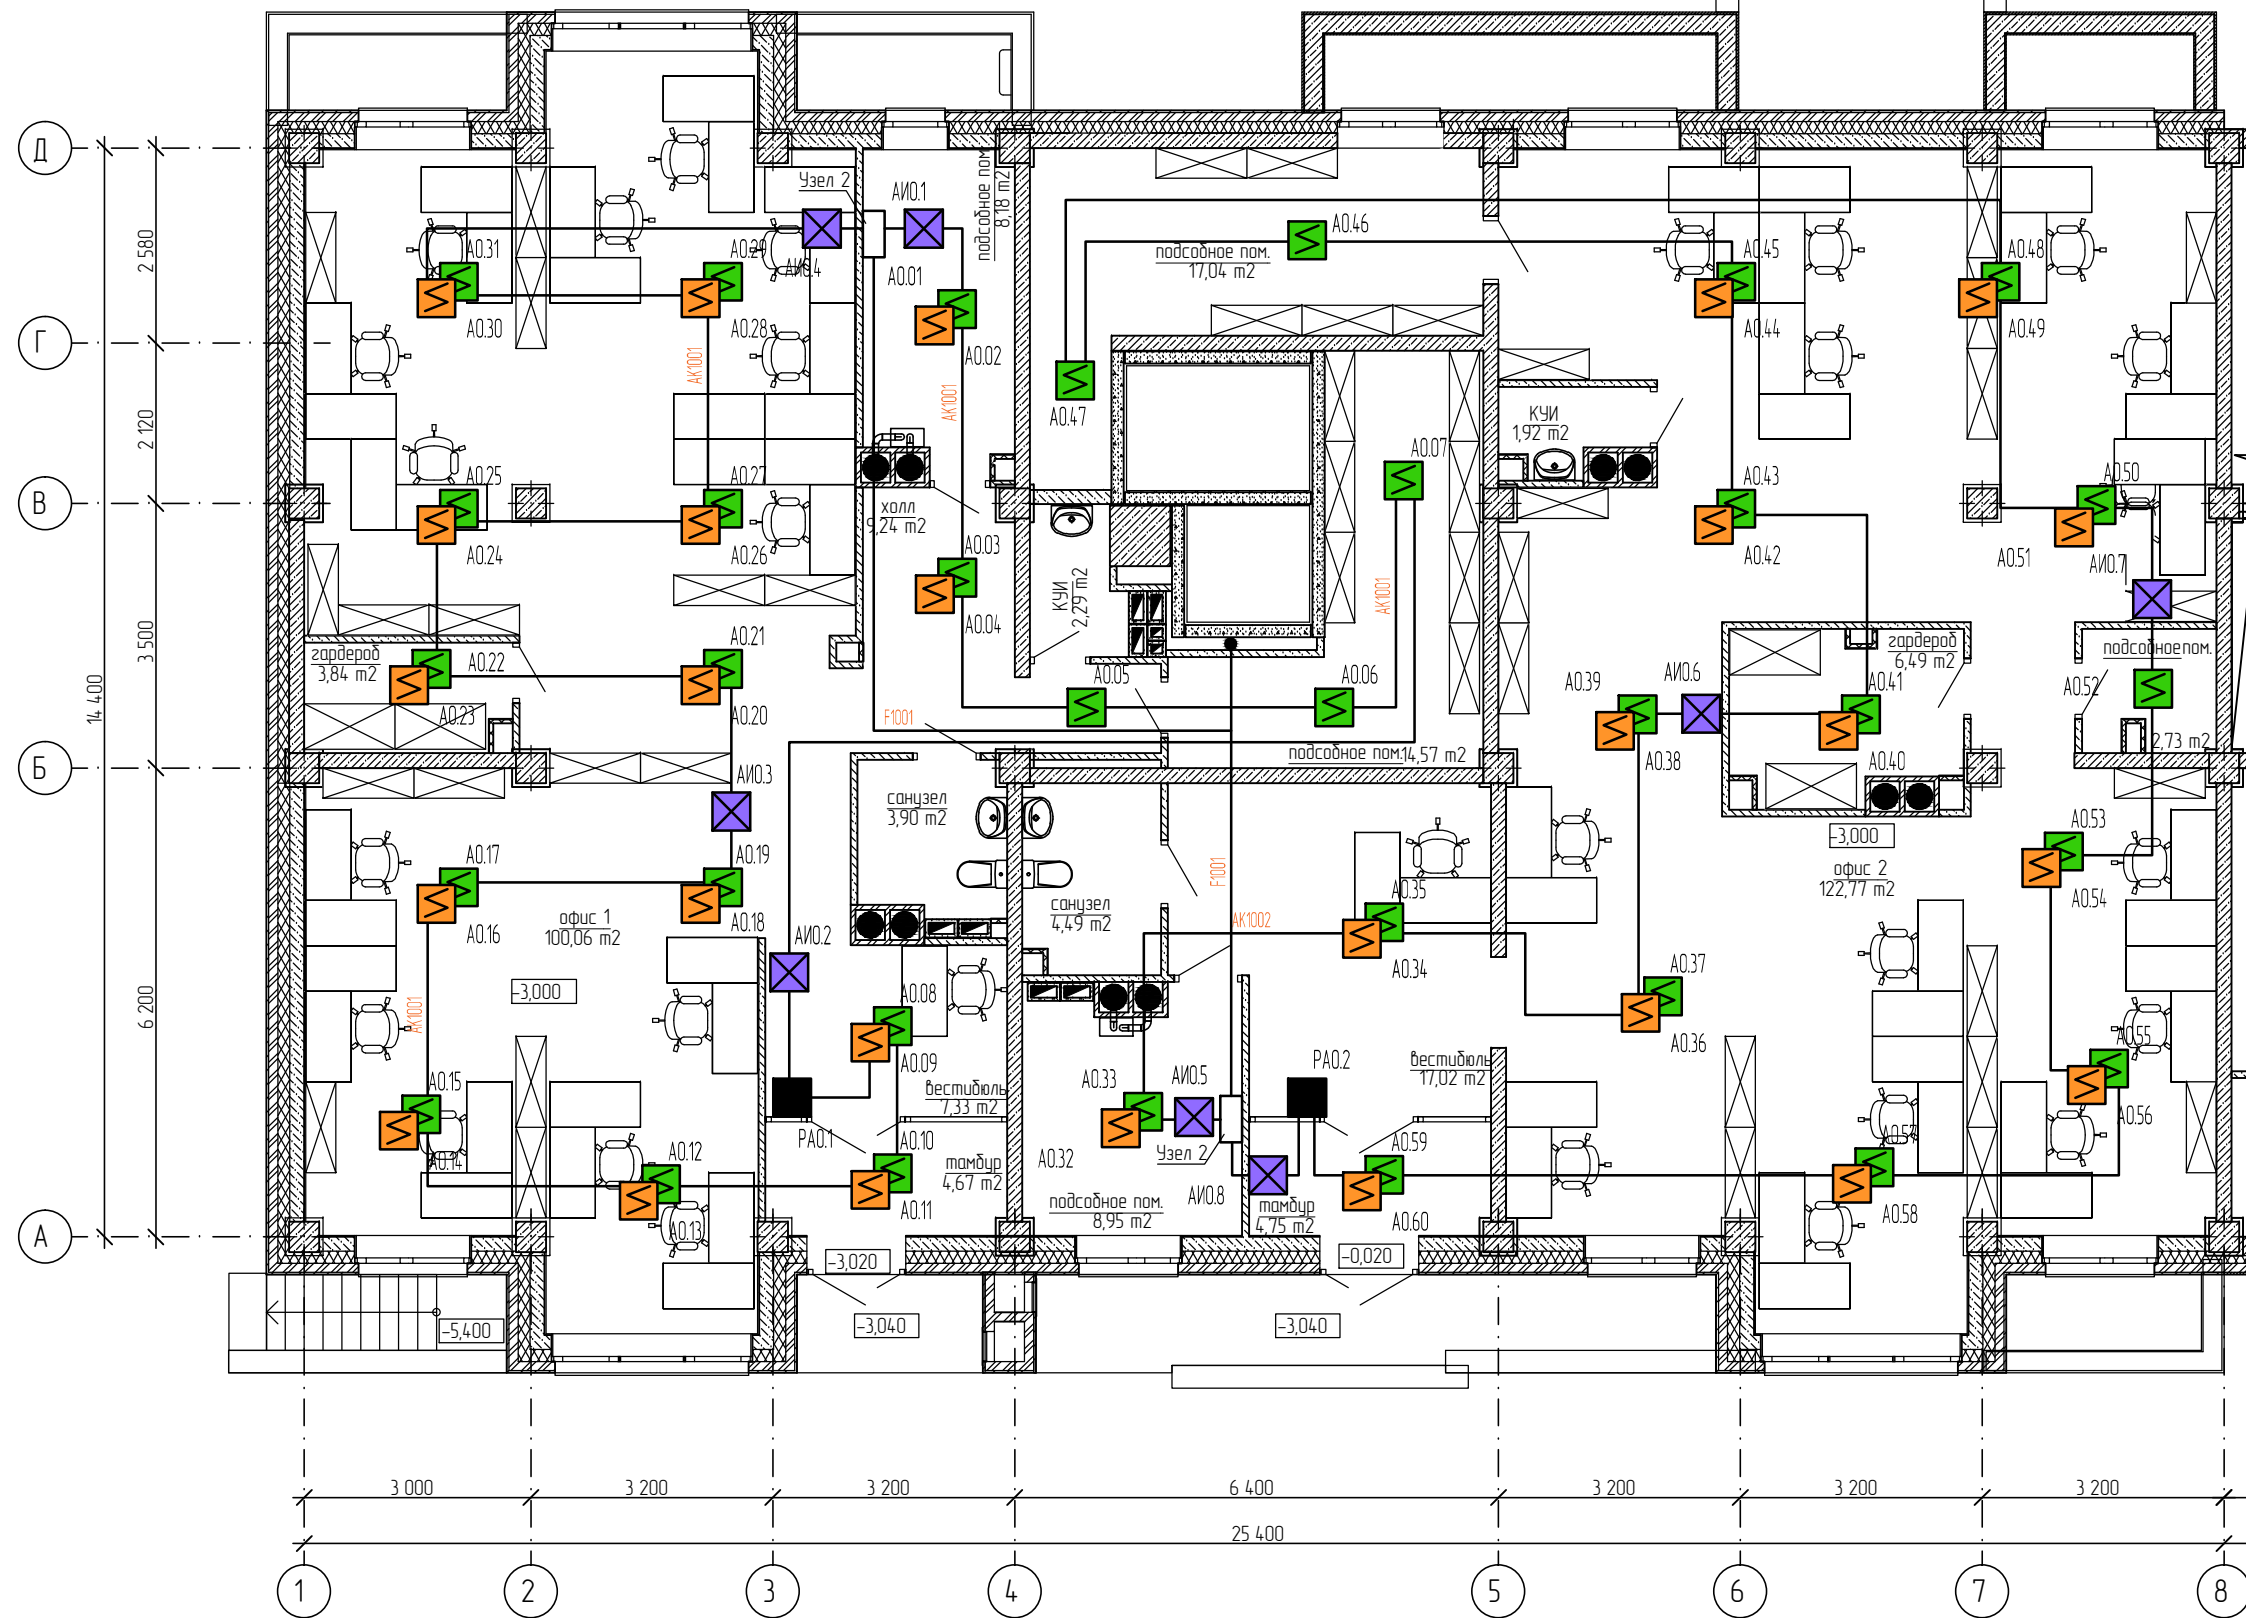 Д
Г
В
Б
А
2 580
2 120
3 500
6 200
14 400
Узел 2
АИ0.1
подсобное пом.
8,18 m2
А0.31
А0.29
АИ0.4
А0.01
А0.30
А0.28
А0.02
АК1001
АК1001
подсобное пом.
17,04 m2
А0.46
А0.45
А0.48
А0.44
А0.49
А0.47
КУИ
1,92 m2
А0.07
А0.25
А0.27
А0.24
А0.26
холл
9,24 m2
А0.03
А0.04
КУИ
2,29 m2
АК1001
А0.43
А0.42
А0.50
А0.51
АИ0.7
гардероб
3,84 m2
А0.22
А0.23
А0.21
А0.20
F1001
А0.05
А0.06
подсобное пом.
14,57 m2
А0.39
А0.38
АИ0.6
гардероб
6,49 m2
А0.41
А0.40
подсобное пом.
А0.52
2,73 m2
АИ0.3
санузел
3,90 m2
-3,000
офис 2
122,77 m2
А0.53
А0.54
А0.17
А0.19
А0.16
А0.18
офис 1
100,06 m2
-3,000
АИ0.2
санузел
4,49 m2
F1001
АК1002
А0.35
А0.34
А0.37
А0.36
АК1001
А0.08
А0.09
вестибюль
7,33 m2
РА0.1
А0.33
АИ0.5
РА0.2
вестибюль
17,02 m2
А0.55
А0.56
А0.15
А0.14
А0.12
А0.13
А0.10
А0.11
тамбур
4,67 m2
А0.32
Узел 2
подсобное пом.
8,95 m2
АИ0.8
тамбур
4,75 m2
А0.59
А0.60
А0.57
А0.58
-3,020
-0,020
-5,400
-3,040
-3,040
3 000
3 200
3 200
6 400
3 200
3 200
3 200
25 400
1
2
3
4
5
6
7
8